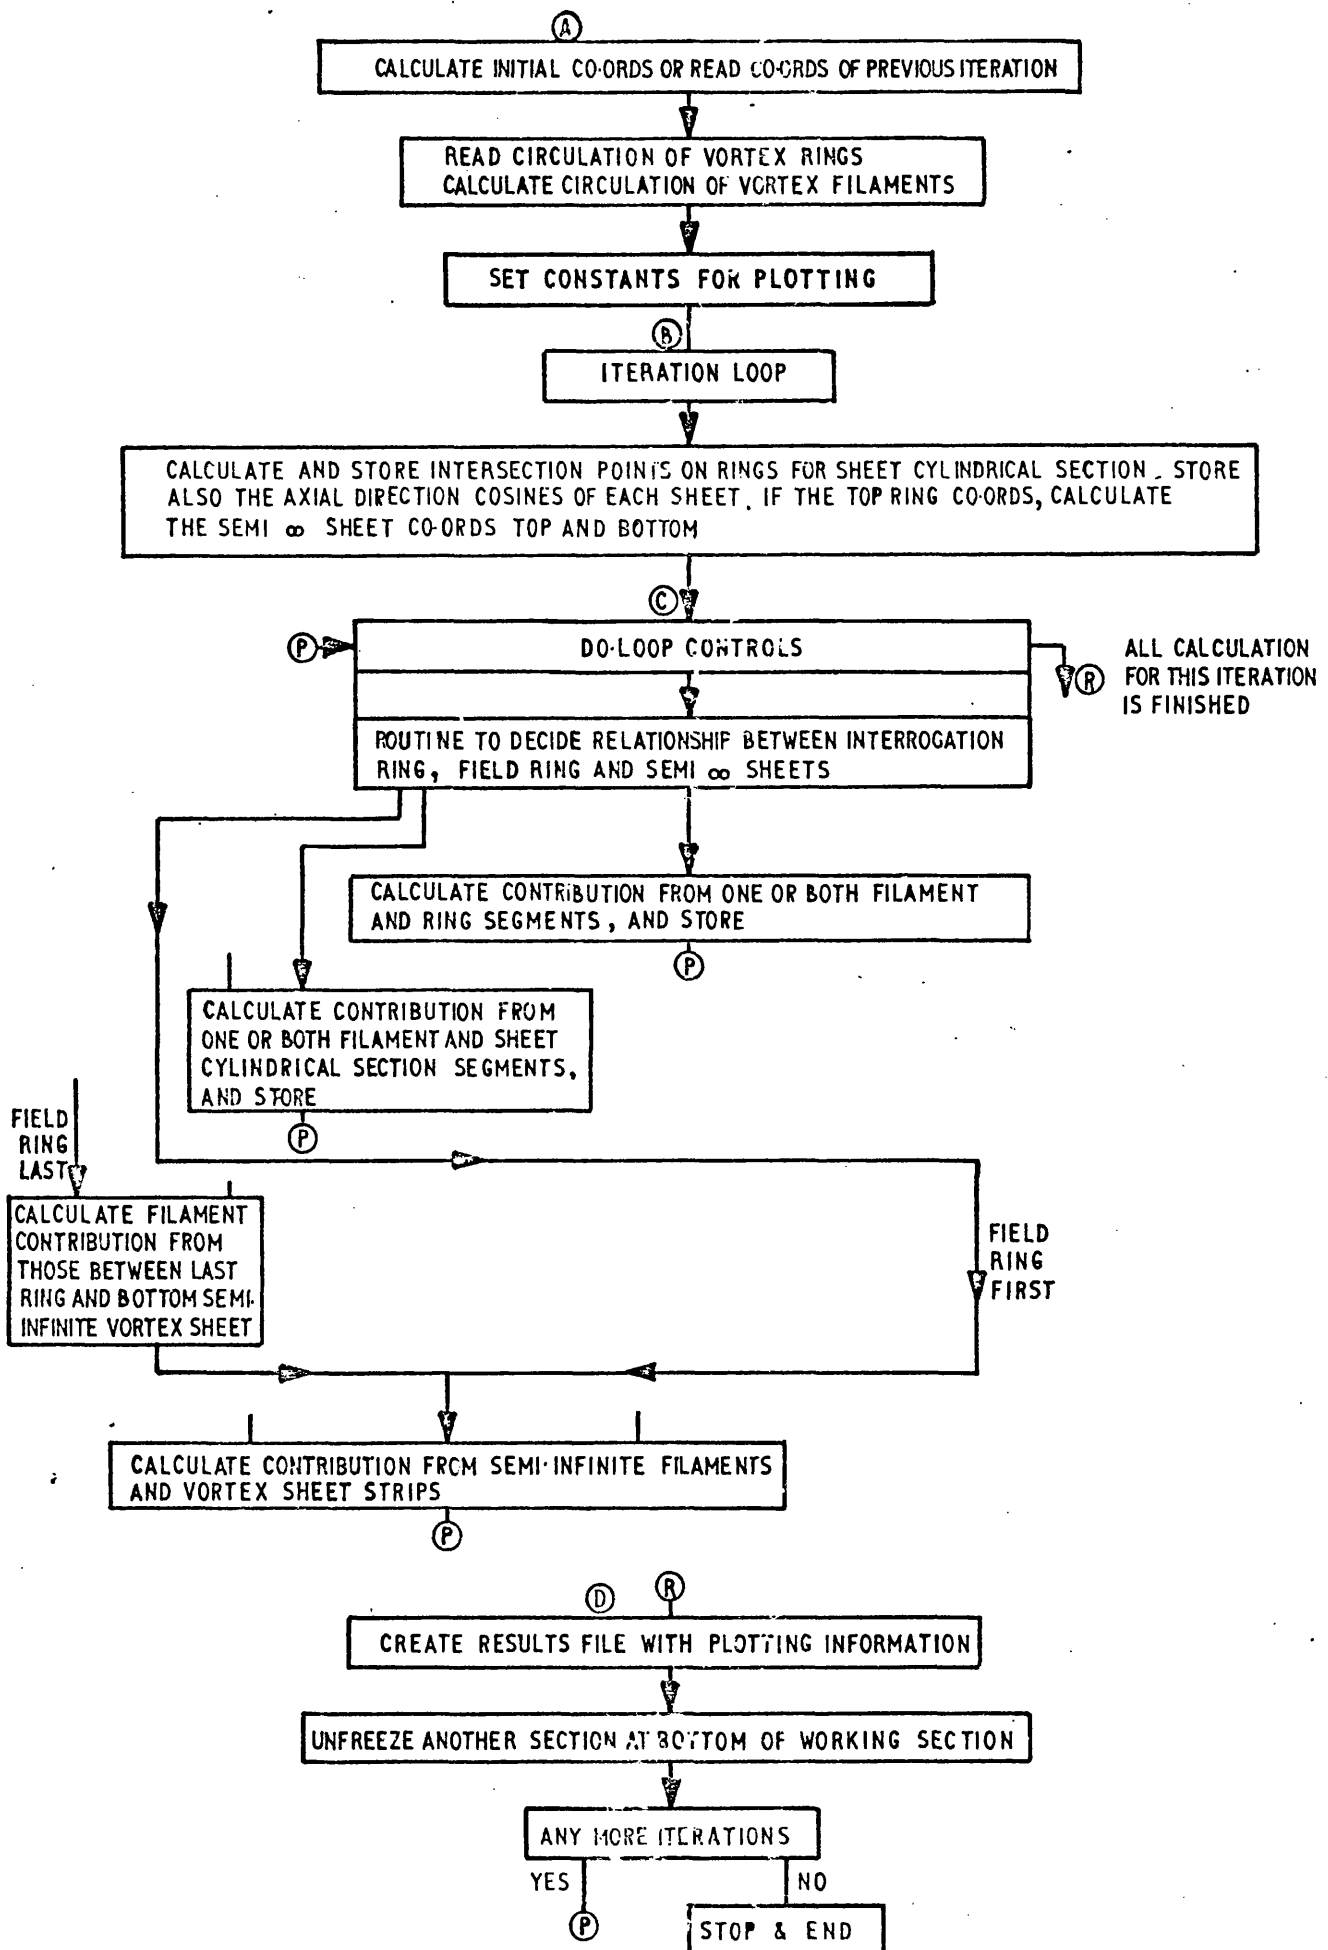 A
CALCULATE INITIAL CO-ORDS OR READ CO-ORDS OF PREVIOUS ITERATION
READ CIRCULATION OF VORTEX RINGS
CALCULATE CIRCULATION OF VORTEX FILAMENTS
SET CONSTANTS FOR PLOTTING
B
ITERATION LOOP
CALCULATE AND STORE INTERSECTION POINTS ON RINGS FOR SHEET CYLINDRICAL SECTION. STORE
ALSO THE AXIAL DIRECTION COSINES OF EACH SHEET. IF THE TOP RING CO-ORDS, CALCULATE
THE SEMI ∞ SHEET CO-ORDS TOP AND BOTTOM
C
P
DO-LOOP CONTROLS
R
ALL CALCULATION
FOR THIS ITERATION
IS FINISHED
ROUTINE TO DECIDE RELATIONSHIP BETWEEN INTERROGATION
RING, FIELD RING AND SEMI ∞ SHEETS
CALCULATE CONTRIBUTION FROM ONE OR BOTH FILAMENT
AND RING SEGMENTS, AND STORE
P
CALCULATE CONTRIBUTION FROM
ONE OR BOTH FILAMENT AND SHEET
CYLINDRICAL SECTION SEGMENTS,
AND STORE
P
FIELD
RING
LAST
CALCULATE FILAMENT
CONTRIBUTION FROM
THOSE BETWEEN LAST
RING AND BOTTOM SEMI-
INFINITE VORTEX SHEET
FIELD
RING
FIRST
CALCULATE CONTRIBUTION FROM SEMI-INFINITE FILAMENTS
AND VORTEX SHEET STRIPS
P
D
R
CREATE RESULTS FILE WITH PLOTTING INFORMATION
UNFREEZE ANOTHER SECTION AT BOTTOM OF WORKING SECTION
ANY MORE ITERATIONS
YES
NO
P
STOP & END